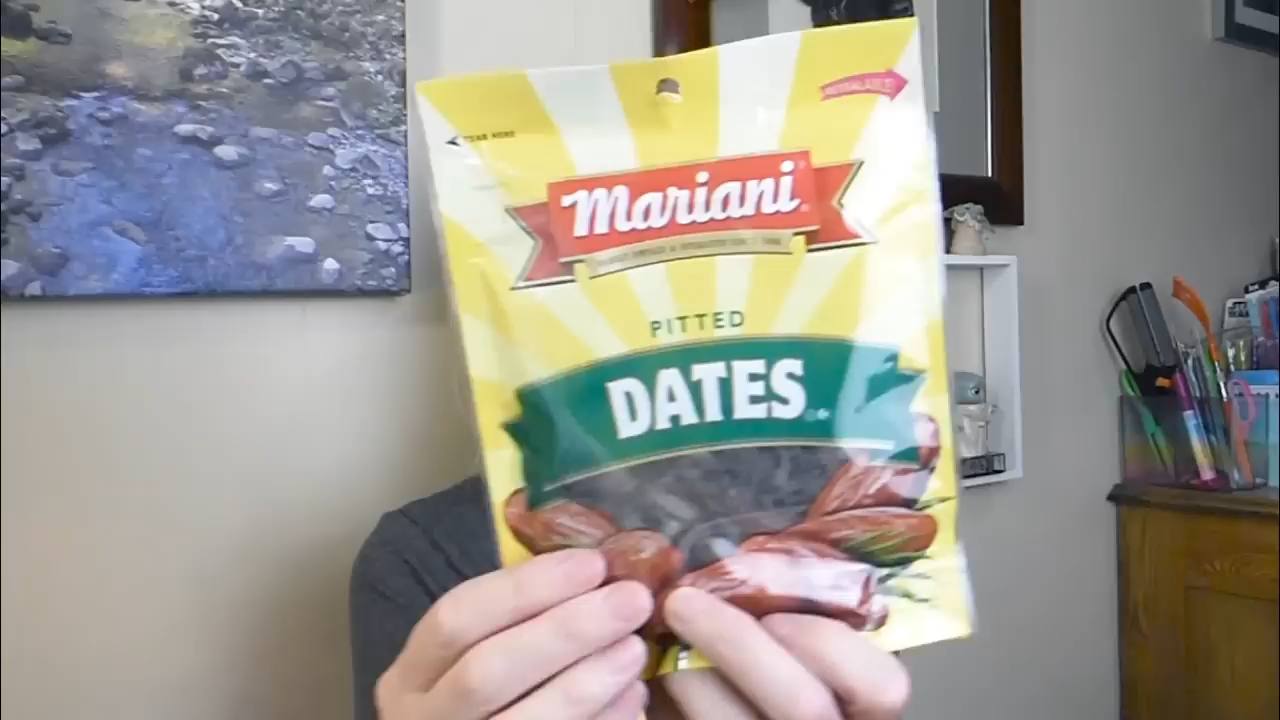 TEAR HERE
RESEALABLE
Mariani
PITTED
DATES